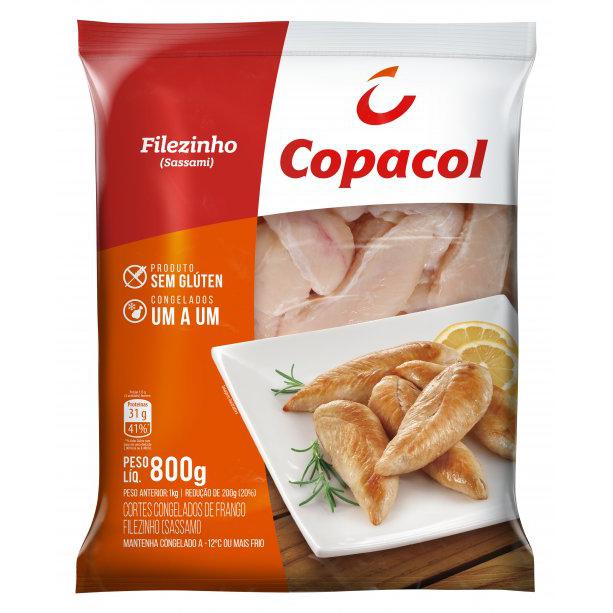 Copacol
Filezinho
(Sassami)
PRODUTO
SEM GLÚTEN
CONGELADOS
UM A UM
Proteínas
31 g
41%*
PESO
LÍQ. 800g
PESO ANTERIOR:1kg | REDUÇÃO DE 200g (20%)
CORTES CONGELADOS DE FRANGO
FILEZINHO (SASSAMI)
MANTENHA CONGELADO A -12°C OU MAIS FRIO